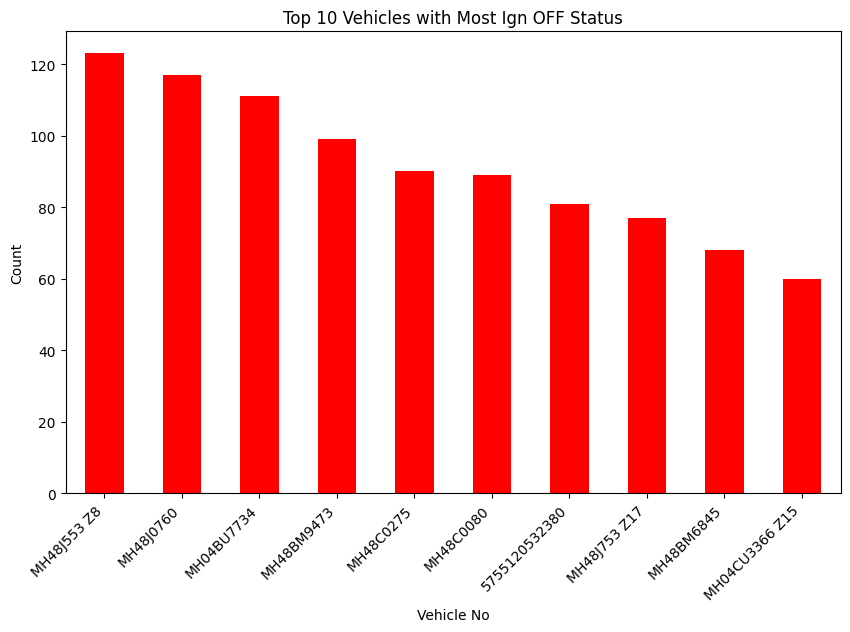 Top 10 Vehicles with Most Ign OFF Status
120
100
80
60
40
20
0
Count
MH48J553 Z8
MH48J0760
MH04BU7734
MH48BM9473
MH48C0275
MH48C0080
5755120532380
MH48J753 Z17
MH48BM6845
MH04CU3366 Z15
Vehicle No